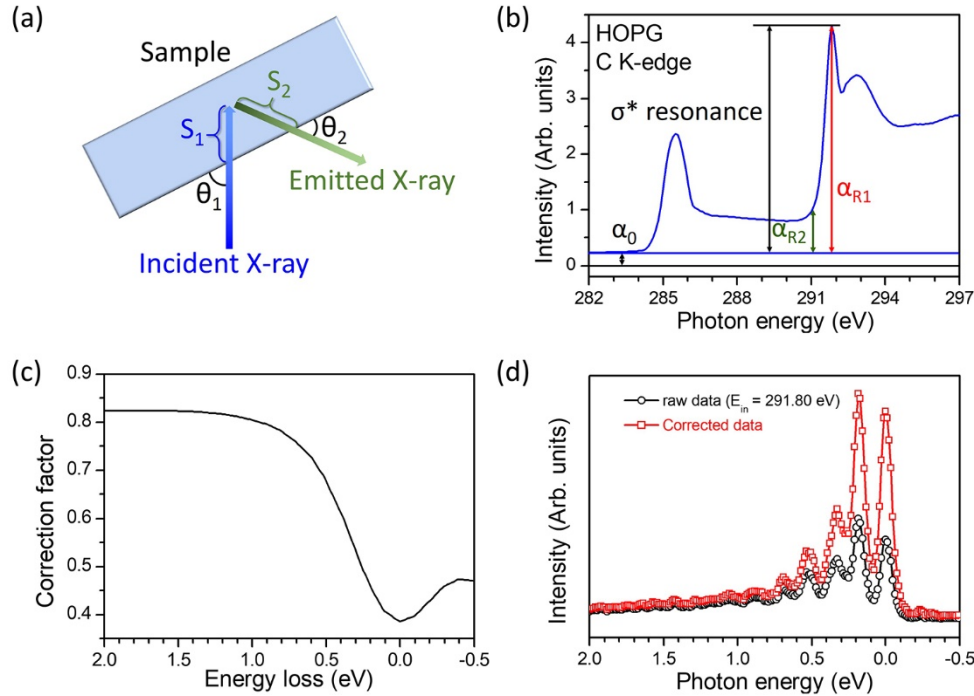 (a)
Sample
S₁
S₂
θ₁
θ₂
Emitted X-ray
Incident X-ray
(b)
HOPG
C K-edge
σ* resonance
α₀
α_R2
α_R1
Intensity (Arb. units)
4
3
2
1
0
282 285 288 291 294 297
Photon energy (eV)
(c)
Correction factor
0.9
0.8
0.7
0.6
0.5
0.4
2.0 1.5 1.0 0.5 0.0 -0.5
Energy loss (eV)
(d)
raw data (E_in = 291.80 eV)
Corrected data
Intensity (Arb. units)
2.0 1.5 1.0 0.5 0.0 -0.5
Photon energy (eV)